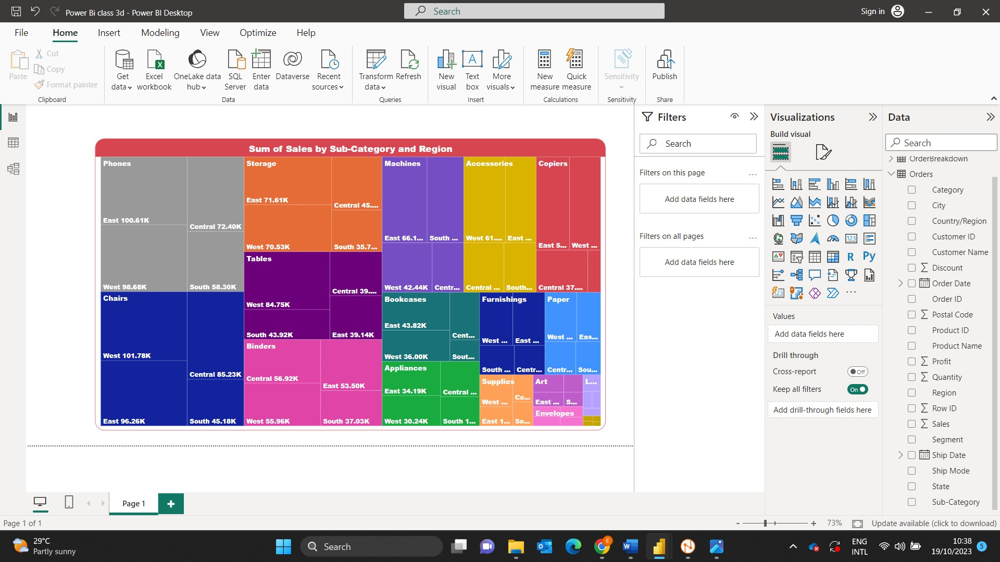 Power Bi class 3d - Power BI Desktop
Search
Sign in
File Home Insert Modeling View Optimize Help
Paste
Cut
Copy
Format painter
Clipboard
Get data
Excel workbook
OneLake data hub
SQL Server
Enter data
Dataverse
Recent sources
Data
Transform data
Refresh
Queries
New visual
Text box
More visuals
Insert
New measure
Quick measure
Calculations
Sensitivity
Sensitivity
Publish
Share
Sum of Sales by Sub-Category and Region
Phones
East 100.61K
Central 72.40K
West 98.68K
South 58.30K
Chairs
West 101.78K
Central 85.23K
East 96.26K
South 45.18K
Storage
East 71.61K
Central 45....
West 70.53K
South 35.7...
Tables
West 84.75K
Central 39....
South 43.92K
East 39.14K
Binders
Central 56.92K
East 53.50K
West 55.96K
South 37.03K
Machines
East 66.1...
South ...
West 42.44K
Centr...
Accessories
West 61....
East ...
Central ...
South...
Copiers
East 5...
West ...
Central 37....
Bookcases
East 43.82K
Cent...
West 36.00K
Sout...
Appliances
East 34.19K
Central ...
West 30.24K
South 1...
Furnishings
West ...
East ...
South ...
Centr...
Paper
West ...
Eas...
Centr...
Sou...
Supplies
West ...
Ce...
East 1...
So...
Art
East ...
S...
Envelopes
L...
Filters
Search
Filters on this page
...
Add data fields here
Filters on all pages
...
Add data fields here
Visualizations
Build visual
123
R
Py
123
...
Values
Add data fields here
Drill through
Cross-report
Off
Keep all filters
On
Add drill-through fields here
Data
Search
OrderBreakdown
Orders
Category
City
Country/Region
Customer ID
Customer Name
Discount
Order Date
Order ID
Postal Code
Product ID
Product Name
Profit
Quantity
Region
Row ID
Sales
Segment
Ship Date
Ship Mode
State
Sub-Category
Page 1
+
Page 1 of 1
- + 73%
Update available (click to download)
29°C
Partly sunny
Search
E
ENG
INTL
10:38
19/10/2023
5